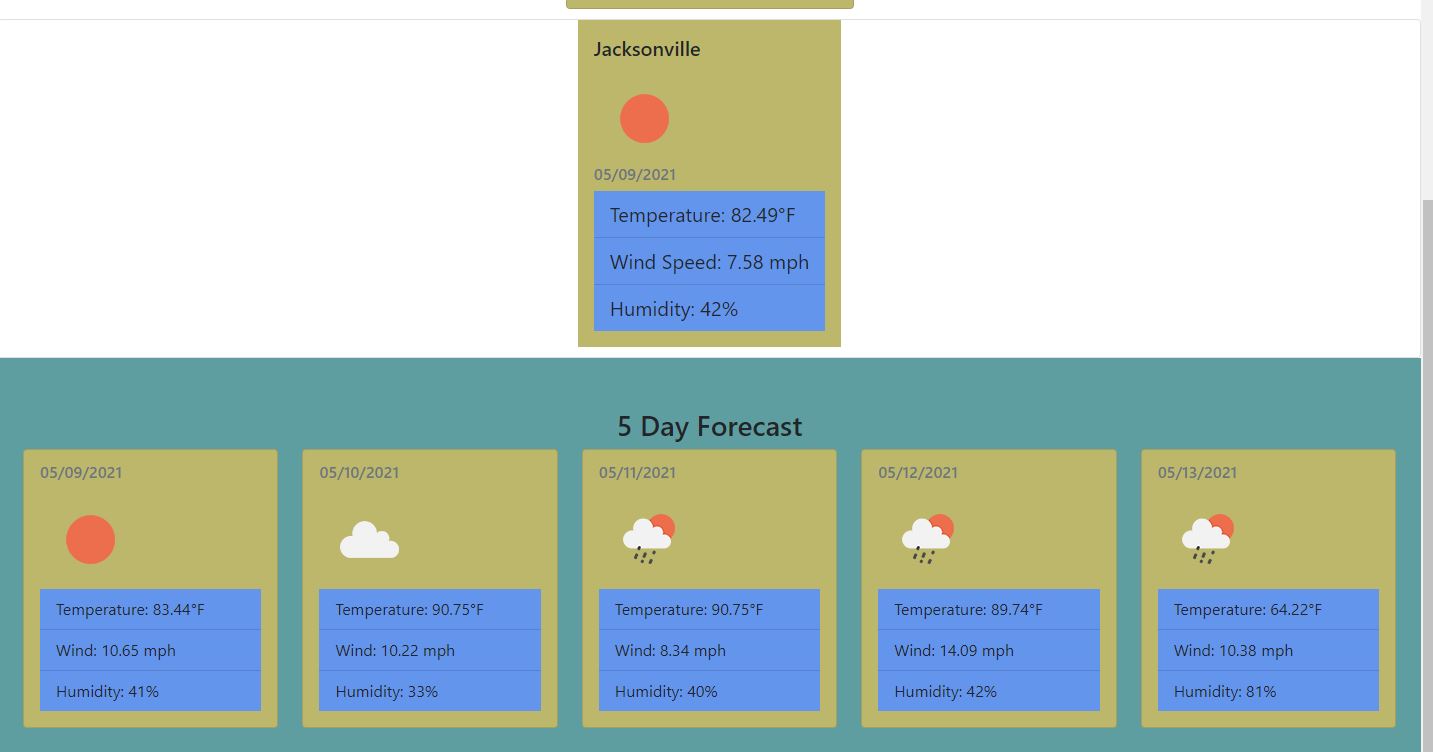 Jacksonville
05/09/2021
Temperature: 82.49°F
Wind Speed: 7.58 mph
Humidity: 42%
5 Day Forecast
05/09/2021
Temperature: 83.44°F
Wind: 10.65 mph
Humidity: 41%
05/10/2021
Temperature: 90.75°F
Wind: 10.22 mph
Humidity: 33%
05/11/2021
Temperature: 90.75°F
Wind: 8.34 mph
Humidity: 40%
05/12/2021
Temperature: 89.74°F
Wind: 14.09 mph
Humidity: 42%
05/13/2021
Temperature: 64.22°F
Wind: 10.38 mph
Humidity: 81%